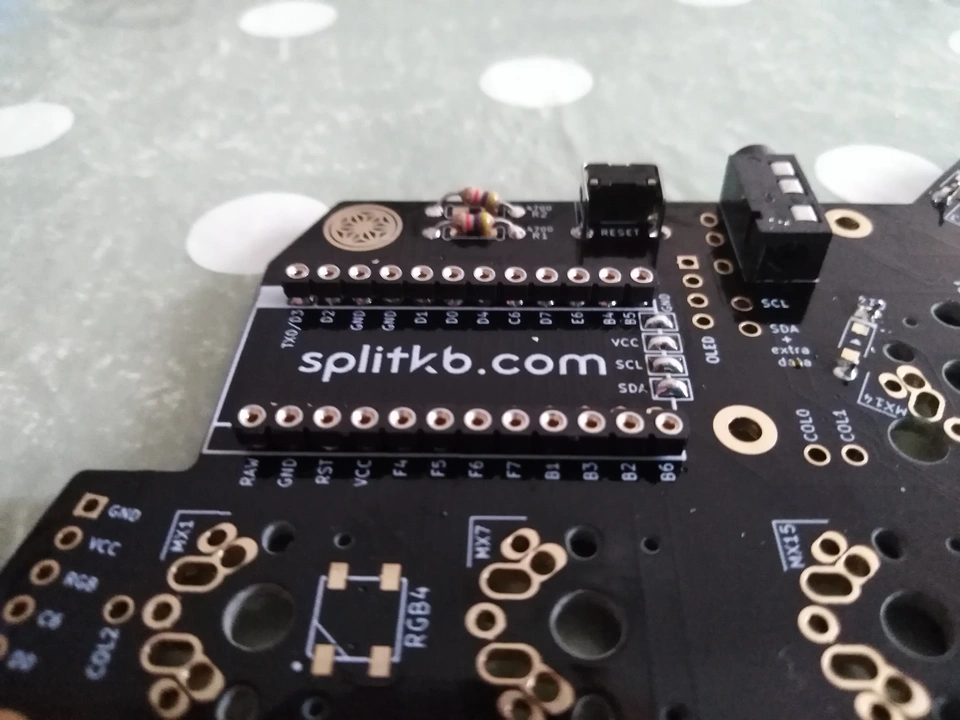 4700
R2
4700
R1
RESET
TX0/D3
D2
GND
GND
D1
D0
D4
C6
D7
E6
B4
B5
GND
VCC
SCL
SDA
splitkb.com
OLED
SCL
SDA
+
extra
data
COL0
COL1
MX14
RAW
GND
RST
VCC
F4
F5
F6
F7
B1
B3
B2
B6
GND
VCC
RGB
C6
D0
COL2
MX1
RGB4
MX7
MX15